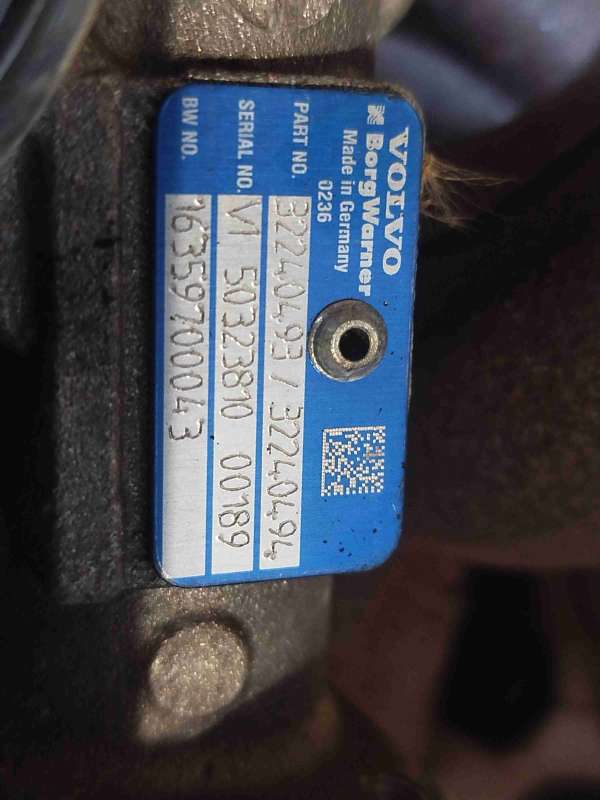 VOLVO
BorgWarner
Made in Germany
0236
PART NO. 32240493 / 32240494
SERIAL NO. V1 50323810 00189
BW NO. 16359700043